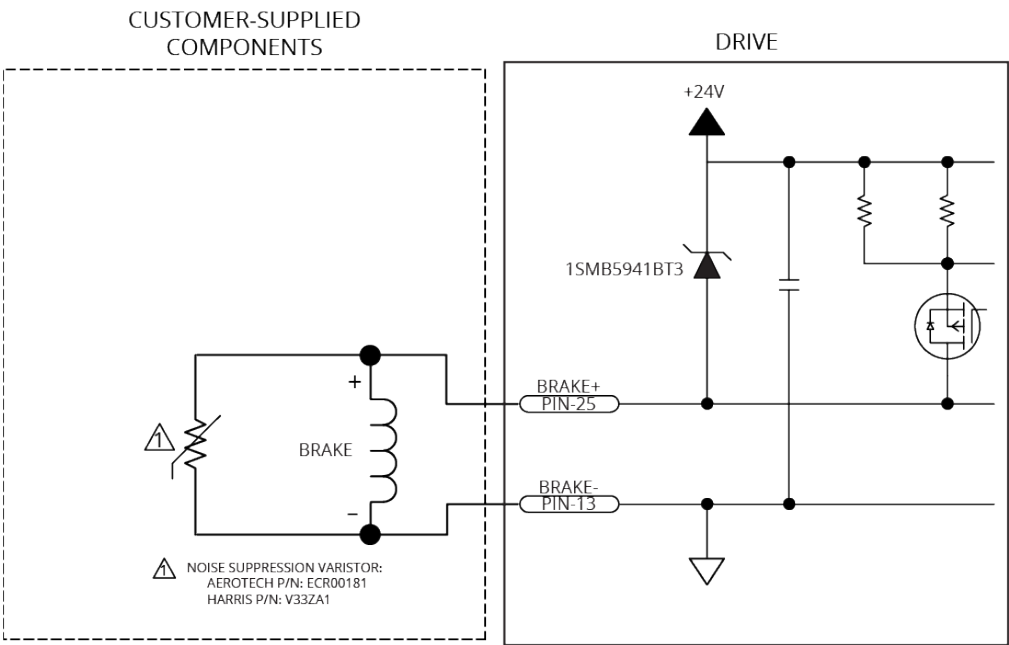 CUSTOMER-SUPPLIED
COMPONENTS
DRIVE
+24V
1SMB5941BT3
BRAKE+
PIN-25
+
1
BRAKE
BRAKE-
PIN-13
–
1 NOISE SUPPRESSION VARISTOR:
AEROTECH P/N: ECR00181
HARRIS P/N: V33ZA1